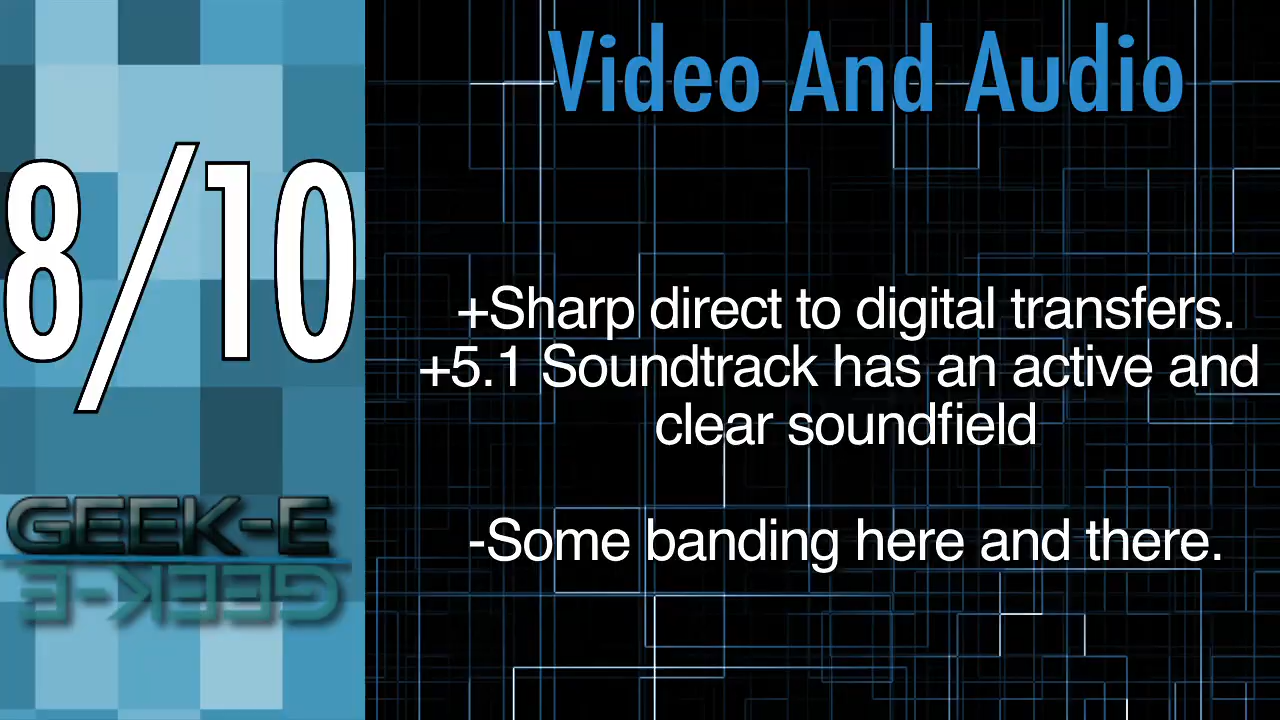 Video And Audio
8/10
+Sharp direct to digital transfers.
+5.1 Soundtrack has an active and
clear soundfield
-Some banding here and there.
GEEK-E
GEEK-E